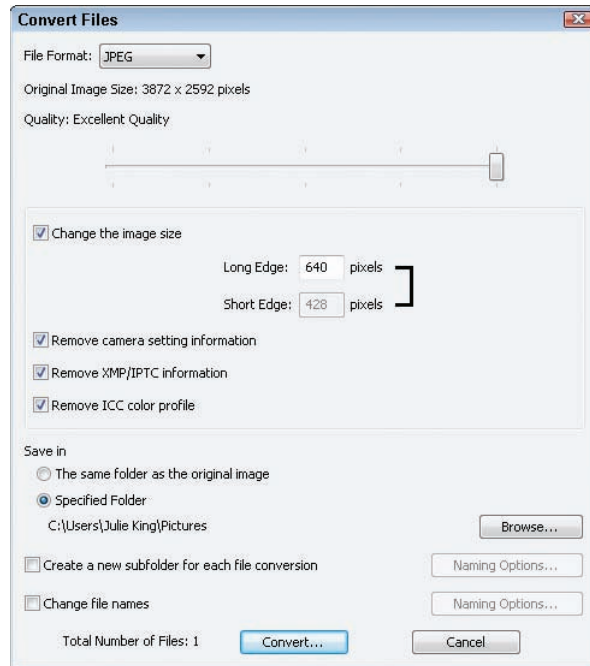 Convert Files
File Format: JPEG
Original Image Size: 3872 x 2592 pixels
Quality: Excellent Quality
Change the image size
Long Edge: 640 pixels
Short Edge: 428 pixels
Remove camera setting information
Remove XMP/IPTC information
Remove ICC color profile
Save in
The same folder as the original image
Specified Folder
C:\Users\Julie King\Pictures Browse...
Create a new subfolder for each file conversion Naming Options...
Change file names Naming Options...
Total Number of Files: 1 Convert... Cancel